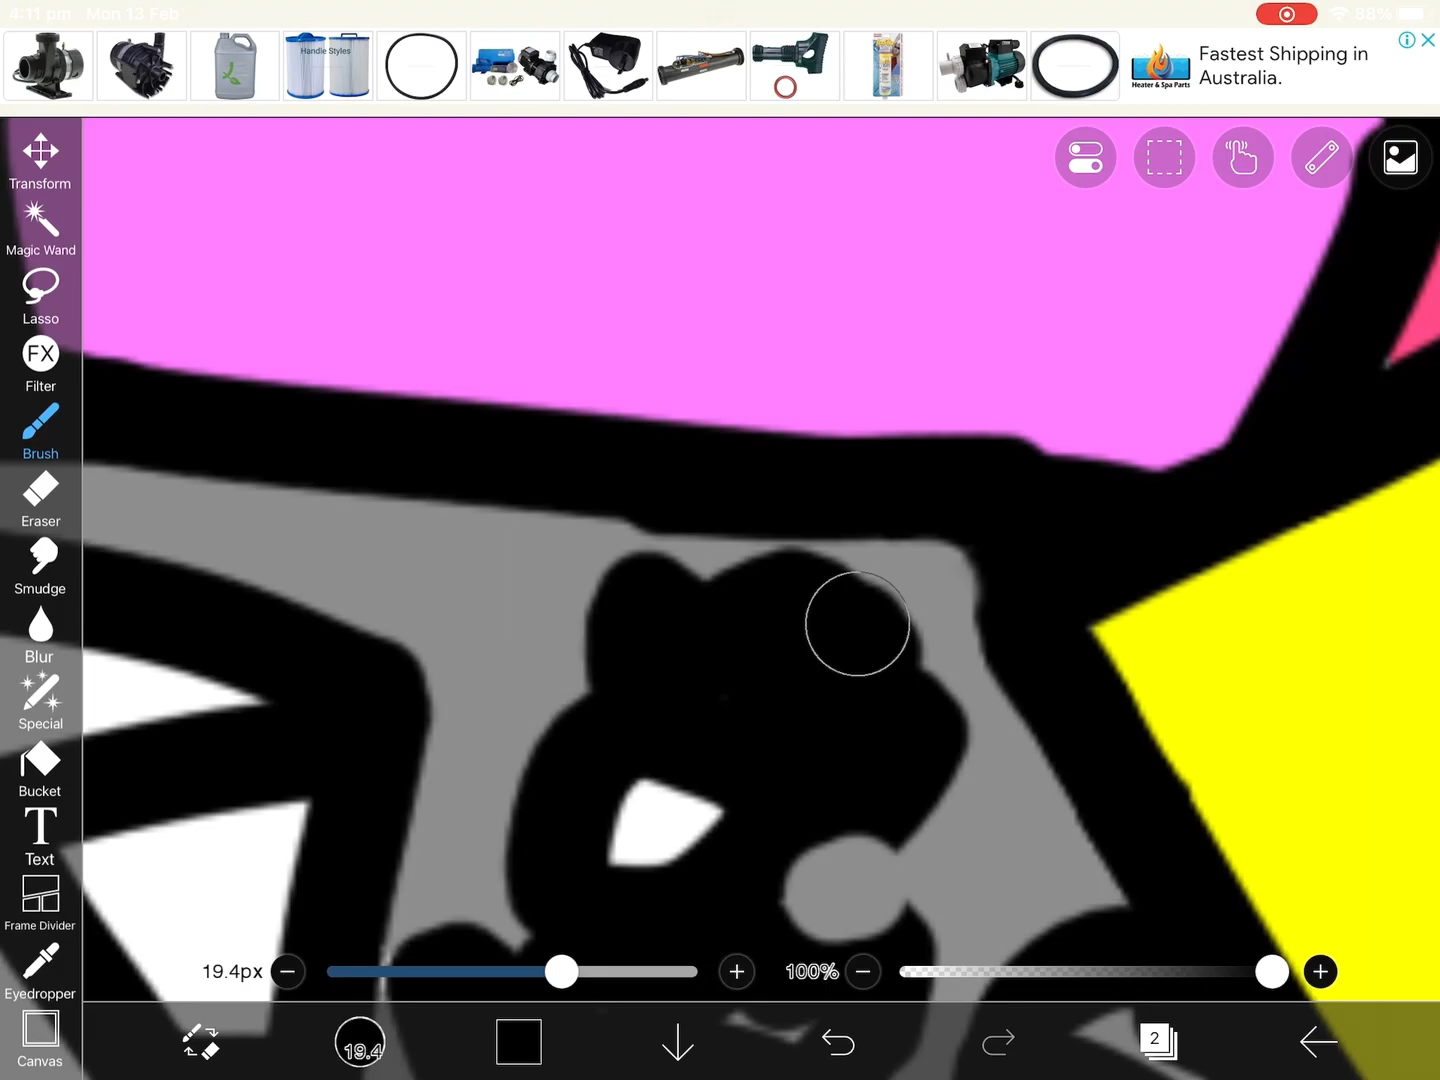 4:11 pm Mon 13 Feb
88%
Handle Styles
Heater & Spa Parts
Fastest Shipping in
Australia.
Transform
Magic Wand
Lasso
FX
Filter
Brush
Eraser
Smudge
Blur
Special
Bucket
T
Text
Frame Divider
Eyedropper
Canvas
19.4px
100%
19.4
2